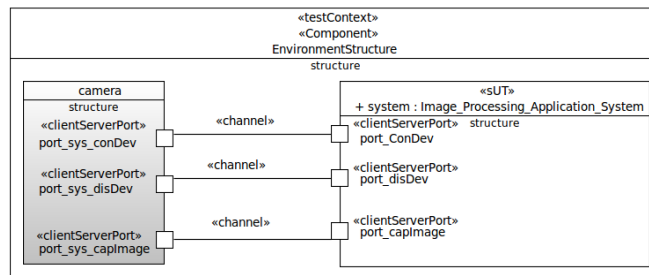 «testContext»
«Component»
EnvironmentStructure
structure
camera
structure
«clientServerPort»
port_sys_conDev
«clientServerPort»
port_sys_disDev
«clientServerPort»
port_sys_capImage
«channel»
«channel»
«channel»
«sUT»
+ system : Image_Processing_Application_System
«clientServerPort» structure
port_ConDev
«clientServerPort»
port_disDev
«clientServerPort»
port_capImage